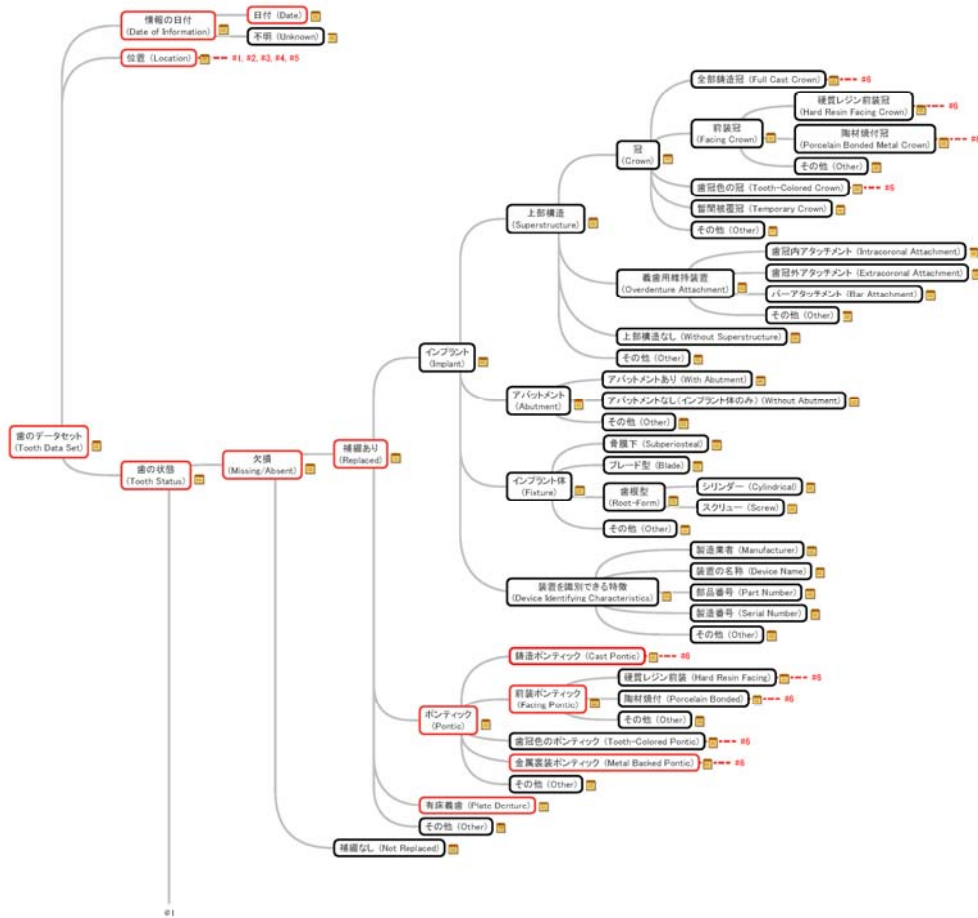 情報の日付
(Date of Information)
日付 (Date)
不明 (Unknown)
位置 (Location)
#1, #2, #3, #4, #5
歯のデータセット
(Tooth Data Set)
歯の状態
(Tooth Status)
欠損
(Missing/Absent)
補綴あり
(Replaced)
インプラント
(Implant)
上部構造
(Superstructure)
冠
(Crown)
全部鋳造冠 (Full Cast Crown)
#6
前装冠
(Facing Crown)
硬質レジン前装冠
(Hard Resin Facing Crown)
#6
陶材焼付冠
(Porcelain Bonded Metal Crown)
その他 (Other)
歯冠色の冠 (Tooth-Colored Crown)
#6
暫間被覆冠 (Temporary Crown)
その他 (Other)
義歯用維持装置
(Overdenture Attachment)
歯冠内アタッチメント (Intracoronal Attachment)
歯冠外アタッチメント (Extracoronal Attachment)
バーアタッチメント (Bar Attachment)
その他 (Other)
上部構造なし (Without Superstructure)
その他 (Other)
アバットメント
(Abutment)
アバットメントあり (With Abutment)
アバットメントなし(インプラント体のみ) (Without Abutment)
その他 (Other)
インプラント体
(Fixture)
骨膜下 (Subperiosteal)
ブレード型 (Blade)
歯根型
(Root-Form)
シリンダー (Cylindrical)
スクリュー (Screw)
その他 (Other)
装置を識別できる特徴
(Device Identifying Characteristics)
製造業者 (Manufacturer)
装置の名称 (Device Name)
部品番号 (Part Number)
製造番号 (Serial Number)
その他 (Other)
ポンティック
(Pontic)
鋳造ポンティック (Cast Pontic)
#6
前装ポンティック
(Facing Pontic)
硬質レジン前装 (Hard Resin Facing)
#6
陶材焼付 (Porcelain Bonded)
#6
その他 (Other)
歯冠色のポンティック (Tooth-Colored Pontic)
#6
金属裏装ポンティック (Metal Backed Pontic)
#6
その他 (Other)
有床義歯 (Plate Denture)
その他 (Other)
補綴なし (Not Replaced)
@1